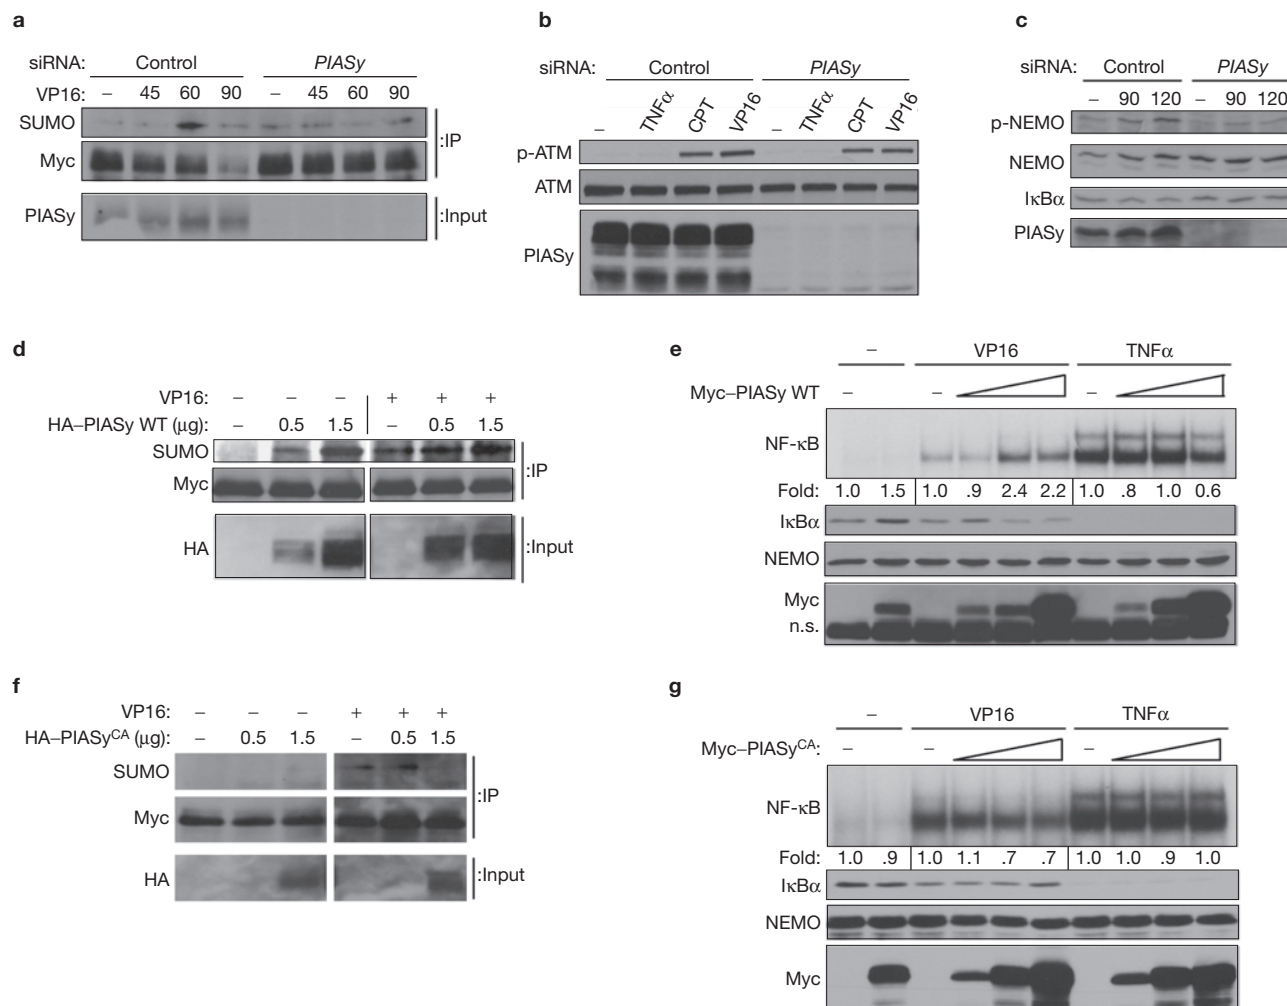 a
siRNA: Control PIASy
VP16: – 45 60 90 – 45 60 90
SUMO
Myc
:IP
PIASy
:Input
b
siRNA: Control PIASy
– TNFα CPT VP16 – TNFα CPT VP16
p-ATM
ATM
PIASy
c
siRNA: Control PIASy
– 90 120 – 90 120
p-NEMO
NEMO
IκBα
PIASy
d
VP16: – – – + + +
HA–PIASy WT (μg): – 0.5 1.5 – 0.5 1.5
SUMO
Myc
:IP
HA
:Input
e
– VP16 TNFα
Myc–PIASy WT – – –
NF-κB
Fold: 1.0 1.5 1.0 .9 2.4 2.2 1.0 .8 1.0 0.6
IκBα
NEMO
Myc
n.s.
f
VP16: – – – + + +
HA–PIASyCA (μg): – 0.5 1.5 – 0.5 1.5
SUMO
:IP
Myc
HA
:Input
g
– VP16 TNFα
Myc–PIASyCA: – – –
NF-κB
Fold: 1.0 .9 1.0 1.1 .7 .7 1.0 1.0 .9 1.0
IκBα
NEMO
Myc